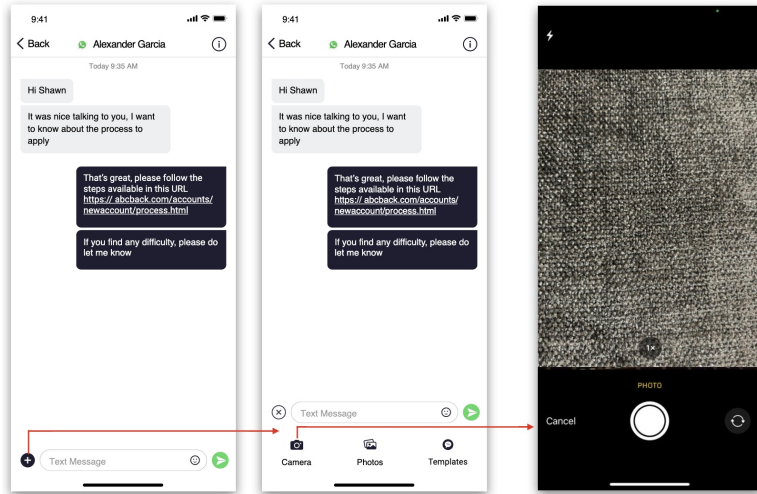 9:41
Back
Alexander Garcia
Today 9:35 AM
Hi Shawn
It was nice talking to you, I want
to know about the process to
apply
That's great, please follow the
steps available in this URL
https:// abcback.com/accounts/
newaccount/process.html
If you find any difficulty, please do
let me know
Text Message
9:41
Back
Alexander Garcia
Today 9:35 AM
Hi Shawn
It was nice talking to you, I want
to know about the process to
apply
That's great, please follow the
steps available in this URL
https:// abcback.com/accounts/
newaccount/process.html
If you find any difficulty, please do
let me know
Text Message
Camera
Photos
Templates
1×
PHOTO
Cancel